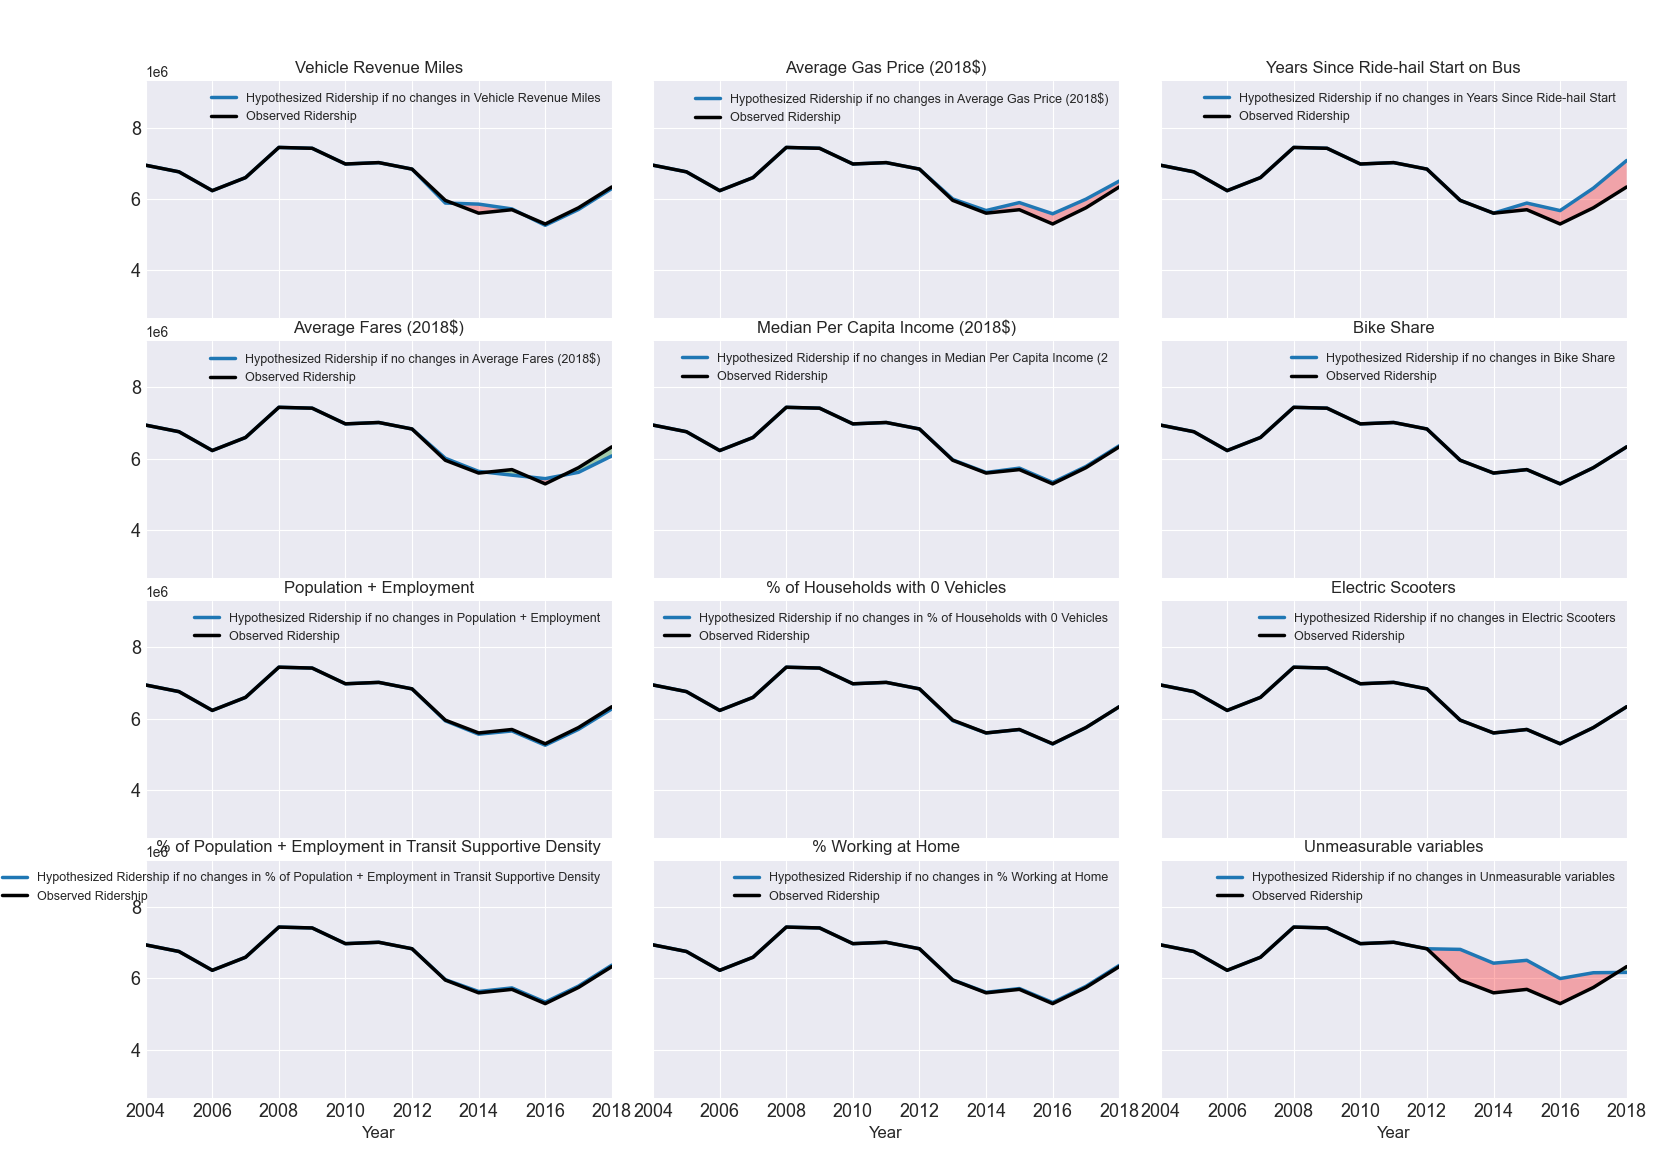 Vehicle Revenue Miles
1e6
Hypothesized Ridership if no changes in Vehicle Revenue Miles
Observed Ridership
8
6
4
Average Gas Price (2018$)
Hypothesized Ridership if no changes in Average Gas Price (2018$)
Observed Ridership
Years Since Ride-hail Start on Bus
Hypothesized Ridership if no changes in Years Since Ride-hail Start
Observed Ridership
Average Fares (2018$)
1e6
Hypothesized Ridership if no changes in Average Fares (2018$)
Observed Ridership
8
6
4
Median Per Capita Income (2018$)
Hypothesized Ridership if no changes in Median Per Capita Income (2
Observed Ridership
Bike Share
Hypothesized Ridership if no changes in Bike Share
Observed Ridership
Population + Employment
1e6
Hypothesized Ridership if no changes in Population + Employment
Observed Ridership
8
6
4
% of Households with 0 Vehicles
Hypothesized Ridership if no changes in % of Households with 0 Vehicles
Observed Ridership
Electric Scooters
Hypothesized Ridership if no changes in Electric Scooters
Observed Ridership
% of Population + Employment in Transit Supportive Density
1e6
Hypothesized Ridership if no changes in % of Population + Employment in Transit Supportive Density
Observed Ridership
8
6
4
2004 2006 2008 2010 2012 2014 2016 2018
Year
% Working at Home
Hypothesized Ridership if no changes in % Working at Home
Observed Ridership
2004 2006 2008 2010 2012 2014 2016 2018
Year
Unmeasurable variables
Hypothesized Ridership if no changes in Unmeasurable variables
Observed Ridership
2004 2006 2008 2010 2012 2014 2016 2018
Year